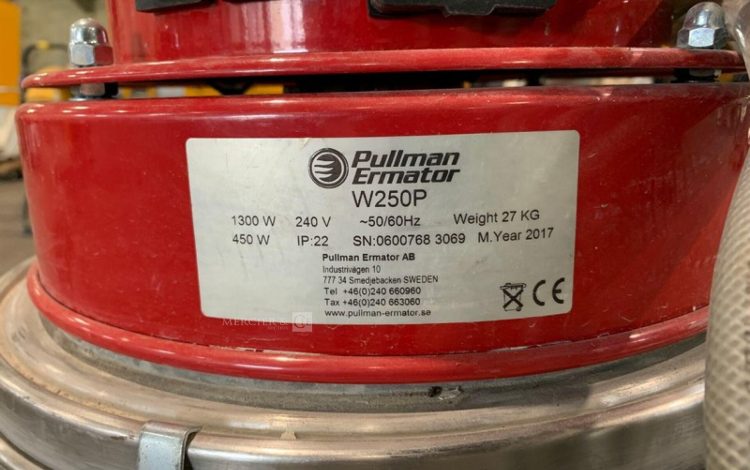 Pullman
Ermator
W250P
1300 W 240 V ~50/60Hz Weight 27 KG
450 W IP:22 SN:0600768 3069 M.Year 2017
Pullman Ermator AB
Industrivägen 10
777 34 Smedjebacken SWEDEN
Tel +46(0)240 660960
Tax +46(0)240 663060
www.pullman-ermator.se
CE
MERCIER &